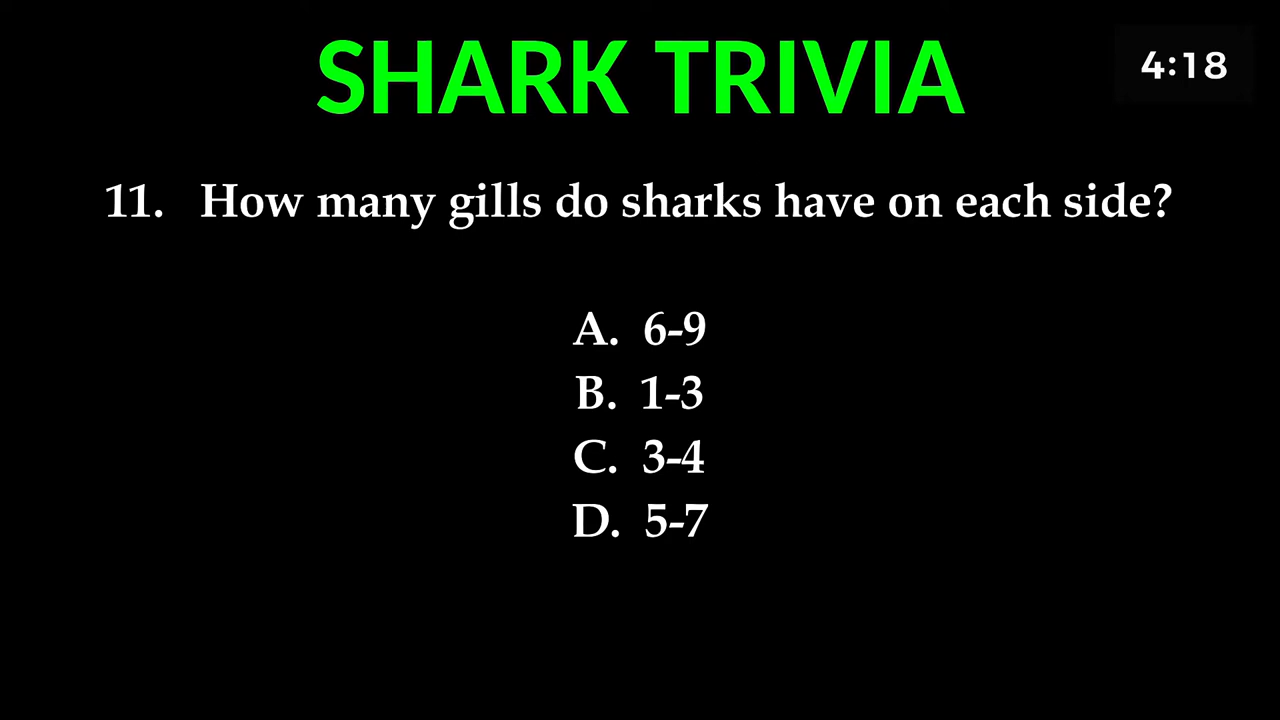 SHARK TRIVIA
4:18
11. How many gills do sharks have on each side?
A. 6-9
B. 1-3
C. 3-4
D. 5-7